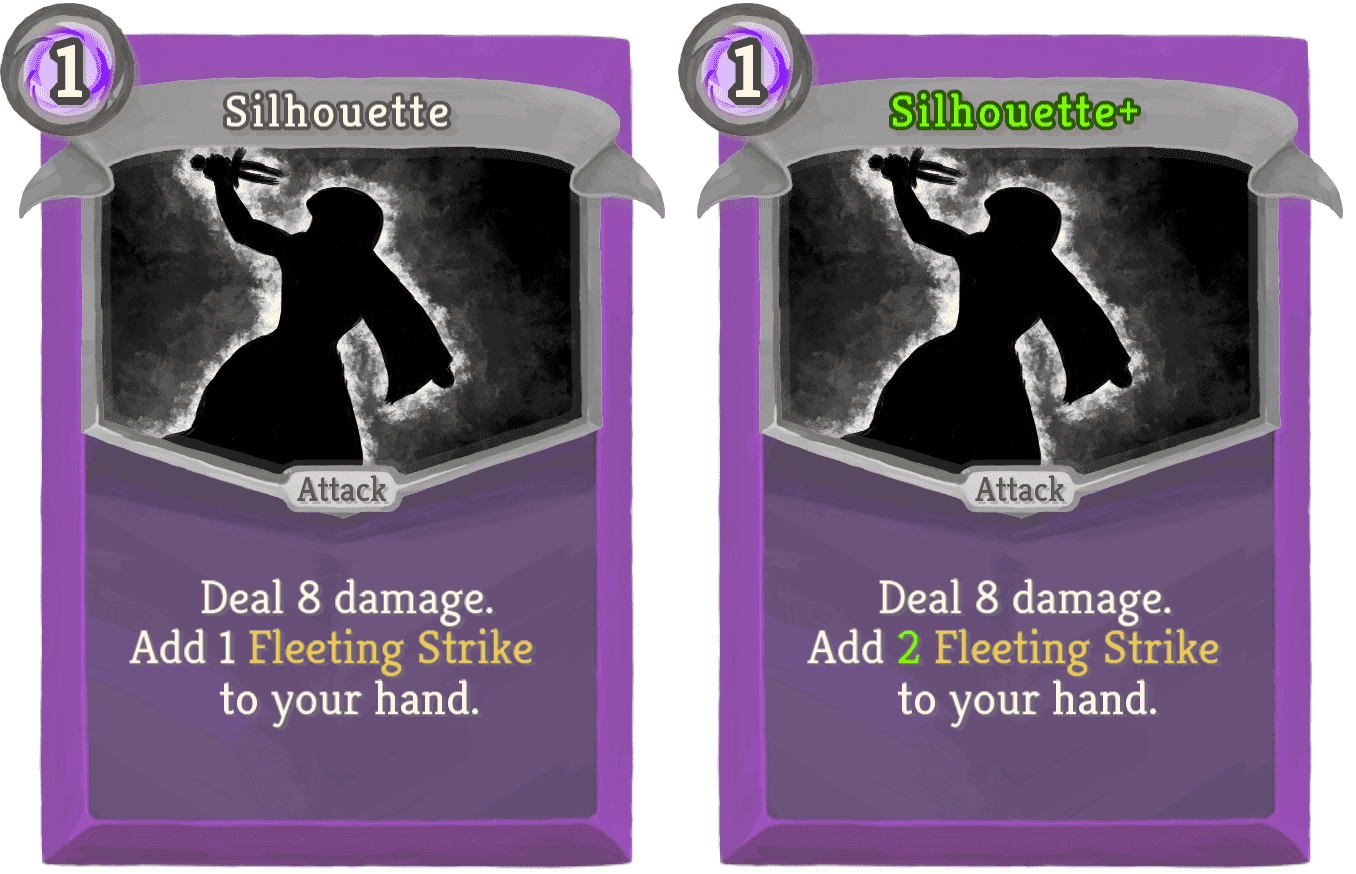 1
Silhouette
Attack
Deal 8 damage.
Add 1 Fleeting Strike
to your hand.
1
Silhouette+
Attack
Deal 8 damage.
Add 2 Fleeting Strike
to your hand.